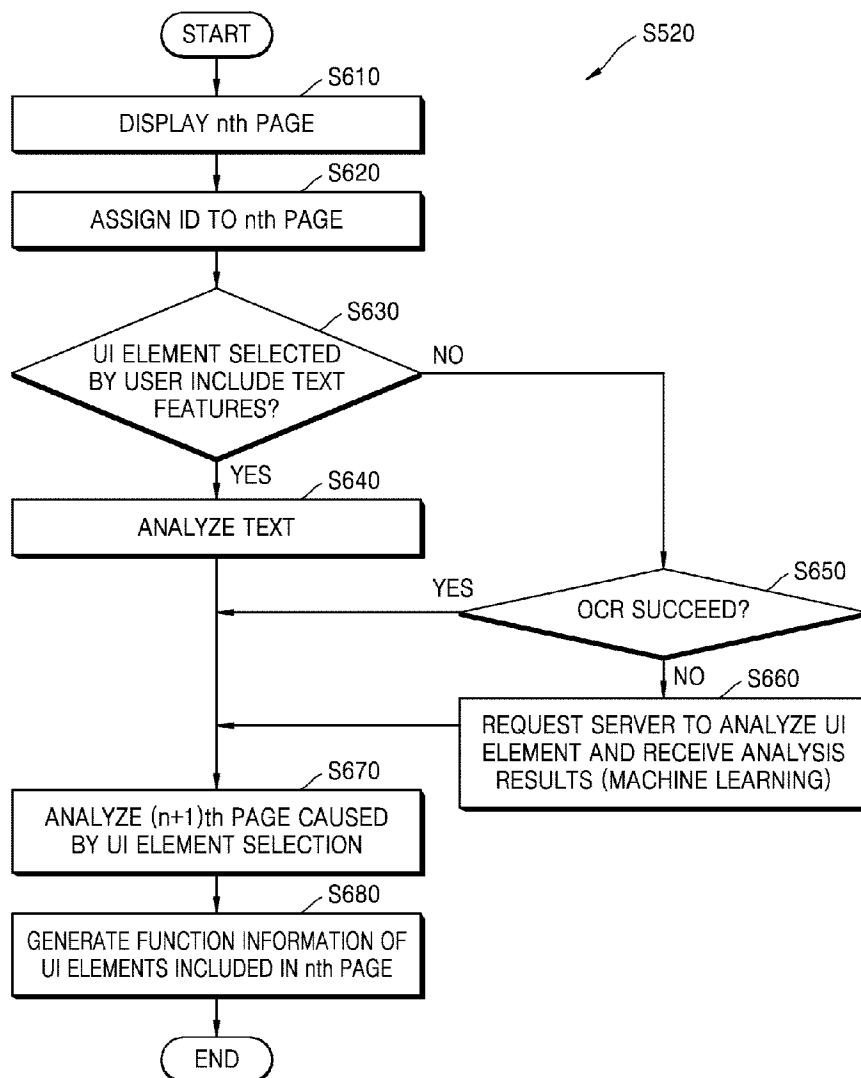 START
S520
S610
DISPLAY nth PAGE
S620
ASSIGN ID TO nth PAGE
S630
UI ELEMENT SELECTED
BY USER INCLUDE TEXT
FEATURES?
NO
YES
S640
ANALYZE TEXT
S650
YES
OCR SUCCEED?
NO
S660
REQUEST SERVER TO ANALYZE UI
ELEMENT AND RECEIVE ANALYSIS
RESULTS (MACHINE LEARNING)
S670
ANALYZE (n+1)th PAGE CAUSED
BY UI ELEMENT SELECTION
S680
GENERATE FUNCTION INFORMATION OF
UI ELEMENTS INCLUDED IN nth PAGE
END